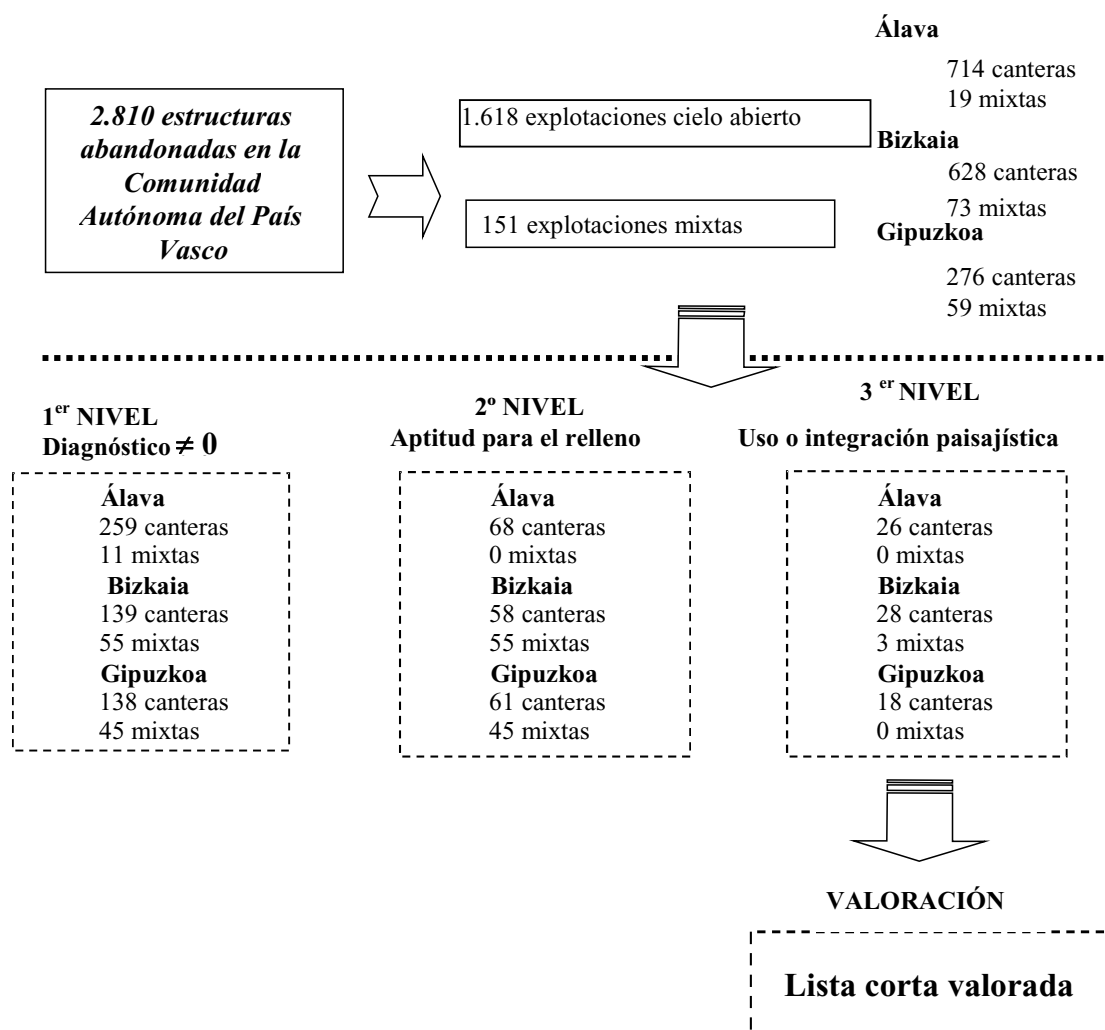 2.810 estructuras
abandonadas en la
Comunidad
Autónoma del País
Vasco
1.618 explotaciones cielo abierto
151 explotaciones mixtas
Álava
714 canteras
19 mixtas
Bizkaia
628 canteras
73 mixtas
Gipuzkoa
276 canteras
59 mixtas
1er NIVEL
Diagnóstico ≠ 0
Álava
259 canteras
11 mixtas
Bizkaia
139 canteras
55 mixtas
Gipuzkoa
138 canteras
45 mixtas
2º NIVEL
Aptitud para el relleno
Álava
68 canteras
0 mixtas
Bizkaia
58 canteras
55 mixtas
Gipuzkoa
61 canteras
45 mixtas
3 er NIVEL
Uso o integración paisajística
Álava
26 canteras
0 mixtas
Bizkaia
28 canteras
3 mixtas
Gipuzkoa
18 canteras
0 mixtas
VALORACIÓN
Lista corta valorada